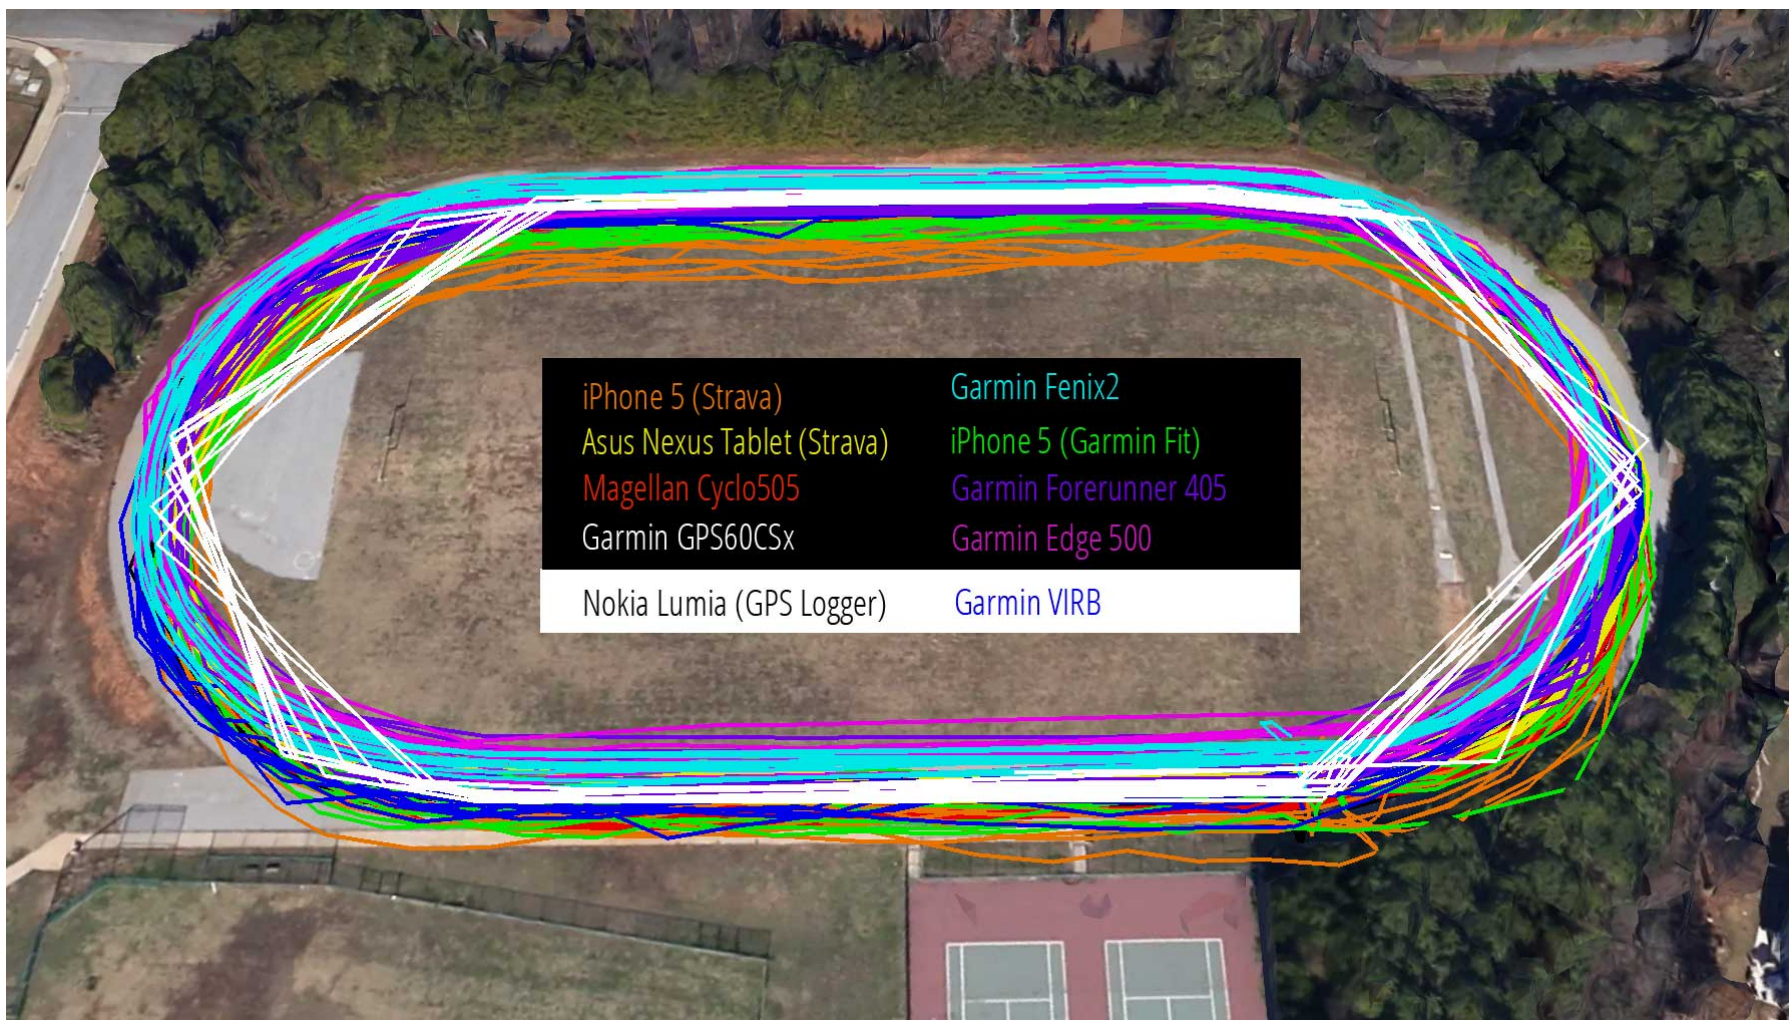 iPhone 5 (Strava)
Asus Nexus Tablet (Strava)
Magellan Cyclo505
Garmin GPS60CSx
Nokia Lumia (GPS Logger)
Garmin Fenix2
iPhone 5 (Garmin Fit)
Garmin Forerunner 405
Garmin Edge 500
Garmin VIRB